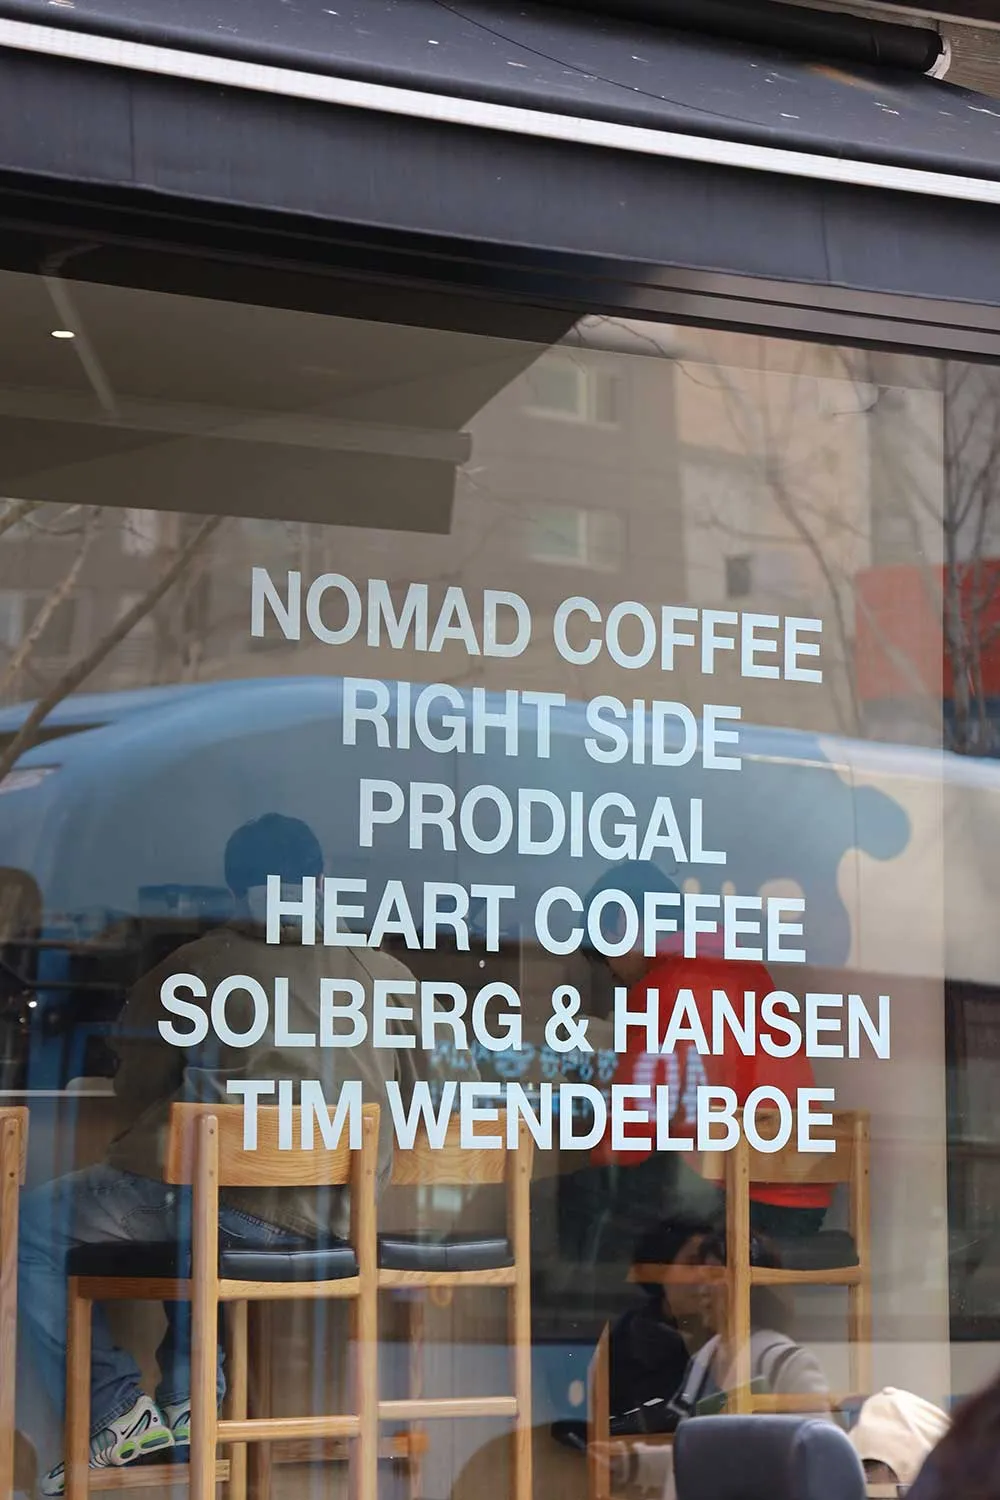 NOMAD COFFEE
RIGHT SIDE
PRODIGAL
HEART COFFEE
SOLBERG & HANSEN
TIM WENDELBOE